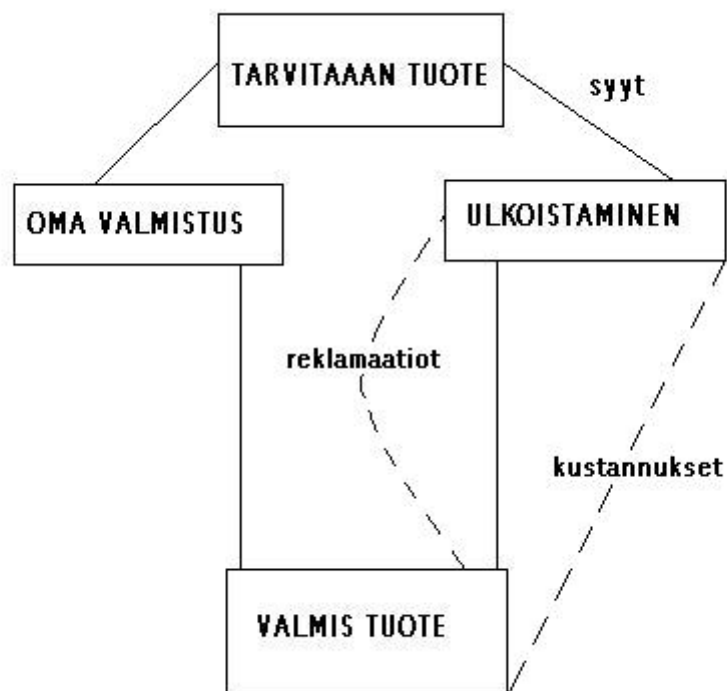 TARVITAAAN TUOTE
syyt
OMA VALMISTUS
ULKOISTAMINEN
reklamaatiot
kustannukset
VALMIS TUOTE